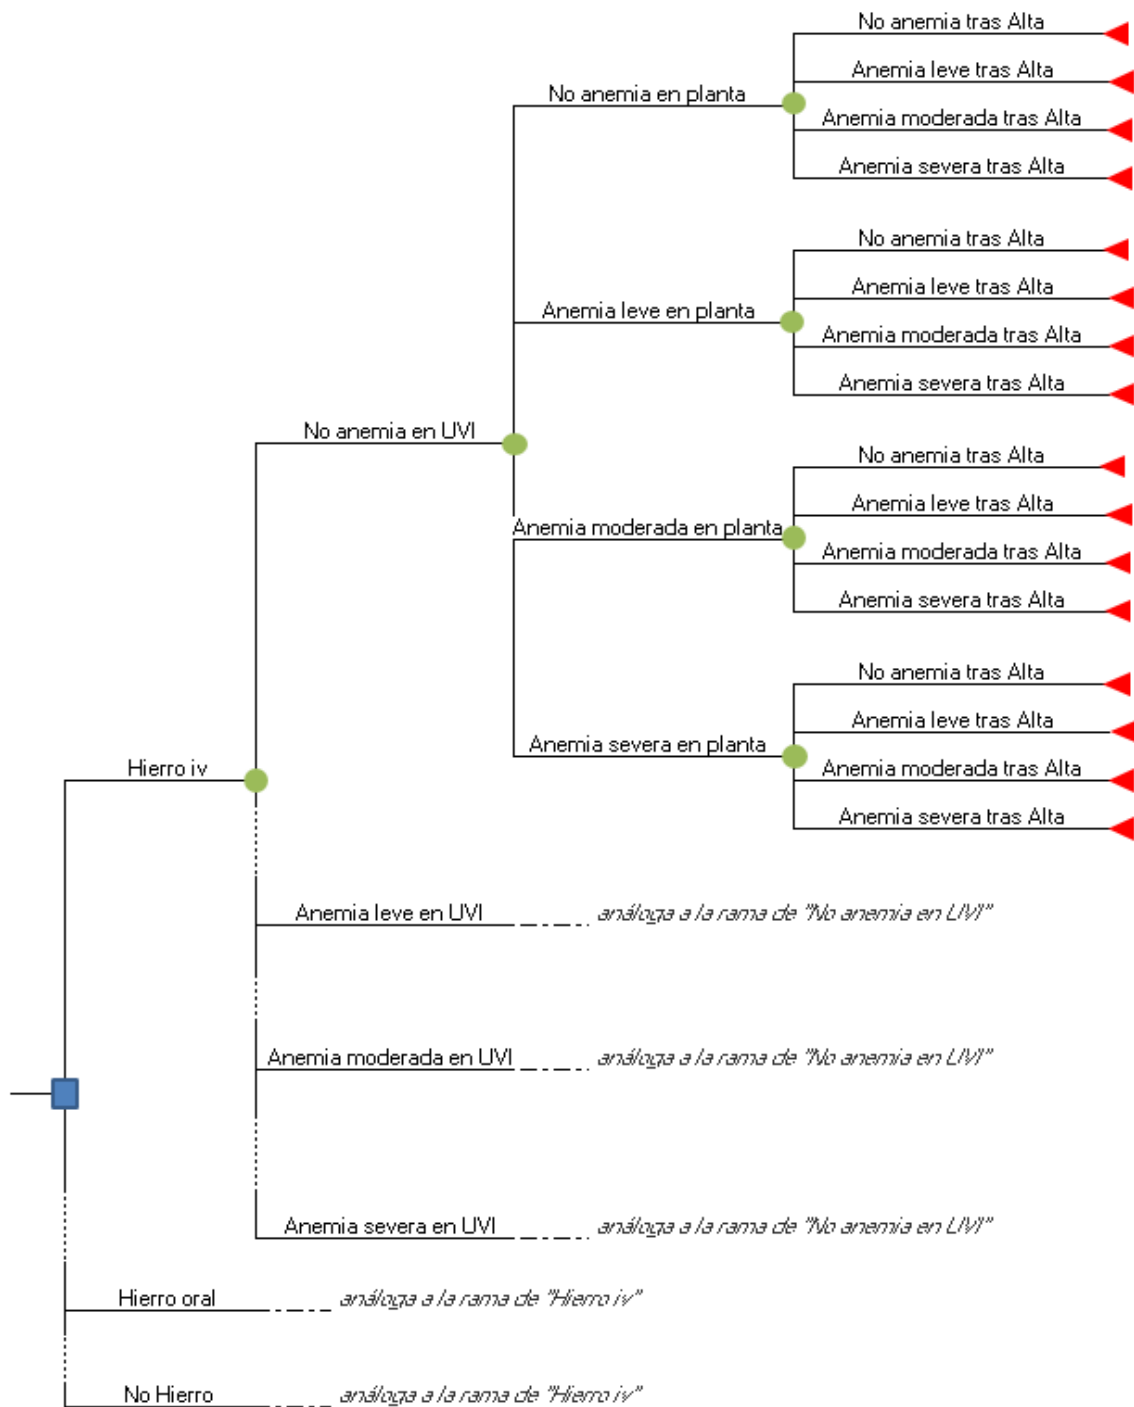 No anemia tras Alta
Anemia leve tras Alta
No anemia en planta
Anemia moderada tras Alta
Anemia severa tras Alta
No anemia tras Alta
Anemia leve tras Alta
Anemia leve en planta
Anemia moderada tras Alta
Anemia severa tras Alta
No anemia en UVI
No anemia tras Alta
Anemia leve tras Alta
Anemia moderada en planta
Anemia moderada tras Alta
Anemia severa tras Alta
No anemia tras Alta
Anemia leve tras Alta
Anemia severa en planta
Anemia moderada tras Alta
Anemia severa tras Alta
Hierro iv
Anemia leve en UVI análoga a la rama de "No anemia en UVI"
Anemia moderada en UVI análoga a la rama de "No anemia en UVI"
Anemia severa en UVI análoga a la rama de "No anemia en UVI"
Hierro oral análoga a la rama de "Hierro iv"
No Hierro análoga a la rama de "Hierro iv"